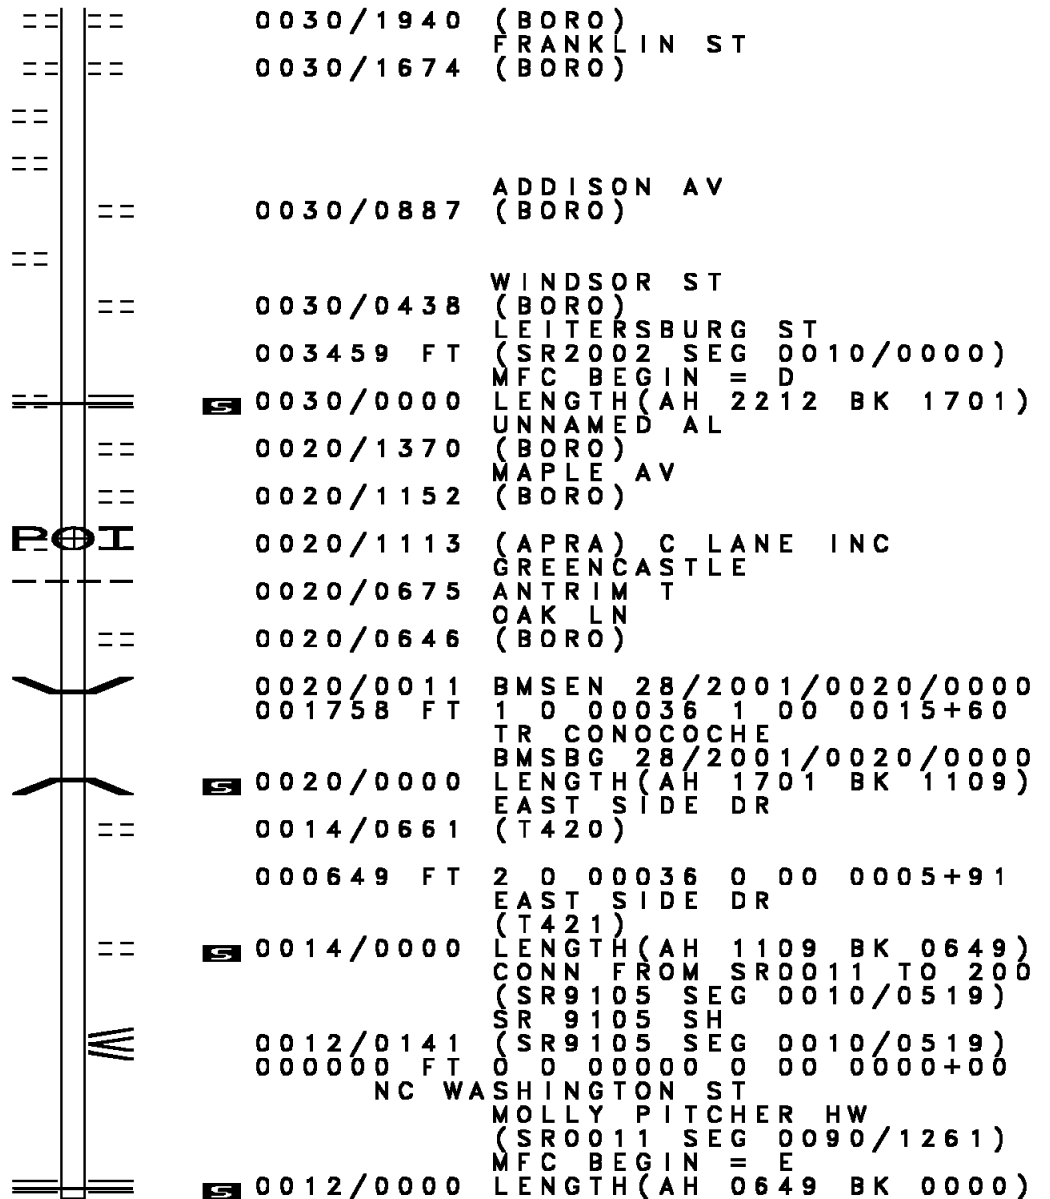 0030/1940 (BORO)
FRANKLIN ST
0030/1674 (BORO)
ADDISON AV
0030/0887 (BORO)
WINDSOR ST
0030/0438 (BORO)
LEITERSBURG ST
003459 FT (SR2002 SEG 0010/0000)
MFC BEGIN = D
S 0030/0000 LENGTH(AH 2212 BK 1701)
UNNAMED AL
0020/1370 (BORO)
MAPLE AV
0020/1152 (BORO)
POI 0020/1113 (APRA) C LANE INC
GREENCASTLE
0020/0675 ANTRIM T
OAK LN
0020/0646 (BORO)
0020/0011 BMSEN 28/2001/0020/0000
001758 FT 1 0 00036 1 00 0015+60
TR CONOCOCHE
BMSBG 28/2001/0020/0000
S 0020/0000 LENGTH(AH 1701 BK 1109)
EAST SIDE DR
0014/0661 (T420)
000649 FT 2 0 00036 0 00 0005+91
EAST SIDE DR
(T421)
S 0014/0000 LENGTH(AH 1109 BK 0649)
CONN FROM SR0011 TO 200
(SR9105 SEG 0010/0519)
SR 9105 SH
0012/0141 (SR9105 SEG 0010/0519)
000000 FT 0 0 00000 0 00 0000+00
NC WASHINGTON ST
MOLLY PITCHER HW
(SR0011 SEG 0090/1261)
MFC BEGIN = E
S 0012/0000 LENGTH(AH 0649 BK 0000)